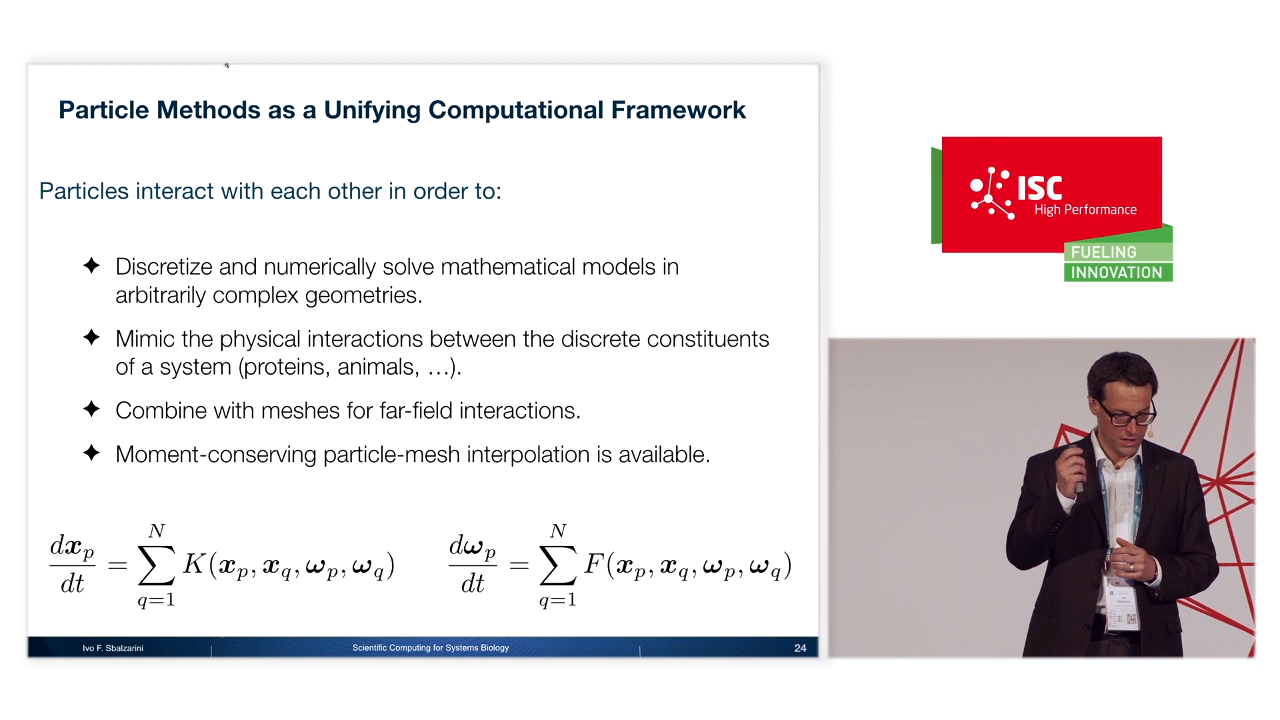 Particle Methods as a Unifying Computational Framework
Particles interact with each other in order to:
✦ Discretize and numerically solve mathematical models in
arbitrarily complex geometries.
✦ Mimic the physical interactions between the discrete constituents
of a system (proteins, animals, …).
✦ Combine with meshes for far-field interactions.
✦ Moment-conserving particle-mesh interpolation is available.
d𝒙_p/dt = ∑_{q=1}^{N} K(𝒙_p, 𝒙_q, 𝝎_p, 𝝎_q)
d𝝎_p/dt = ∑_{q=1}^{N} F(𝒙_p, 𝒙_q, 𝝎_p, 𝝎_q)
Ivo F. Sbalzarini
Scientific Computing for Systems Biology
24
ISC
High Performance
FUELING
INNOVATION